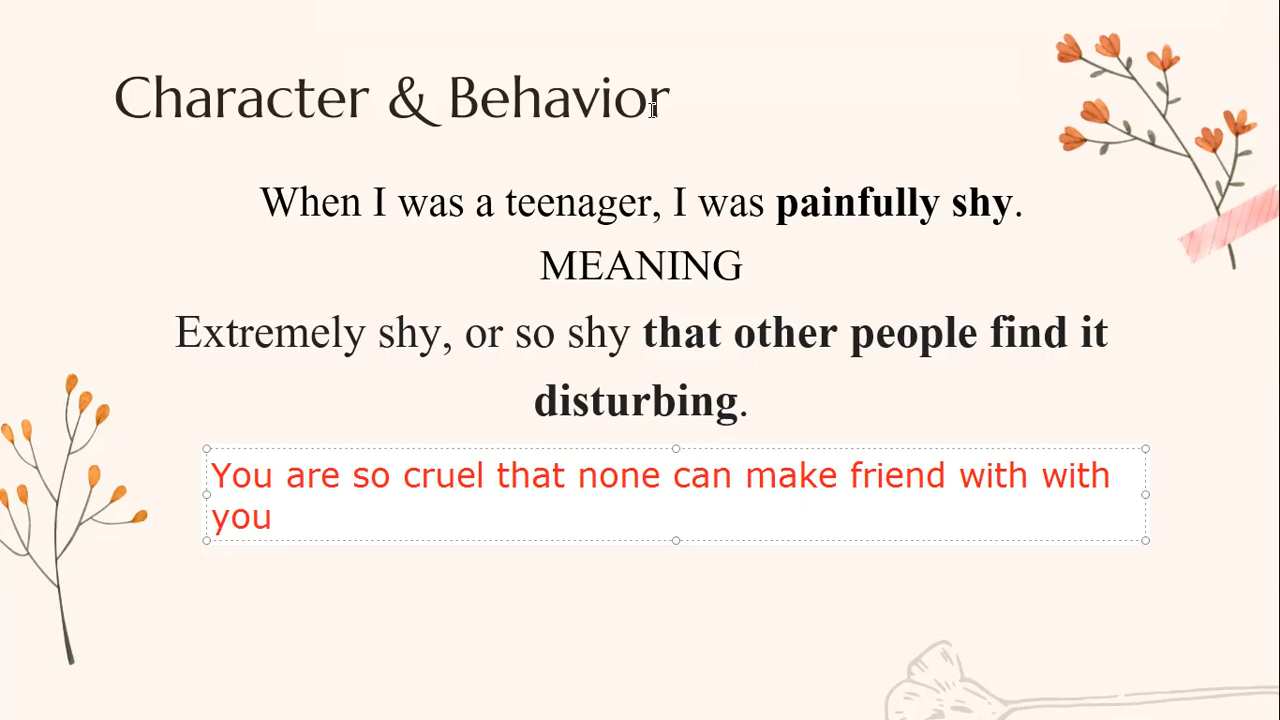 Character & Behavior
When I was a teenager, I was painfully shy.
MEANING
Extremely shy, or so shy that other people find it
disturbing.
You are so cruel that none can make friend with with
you